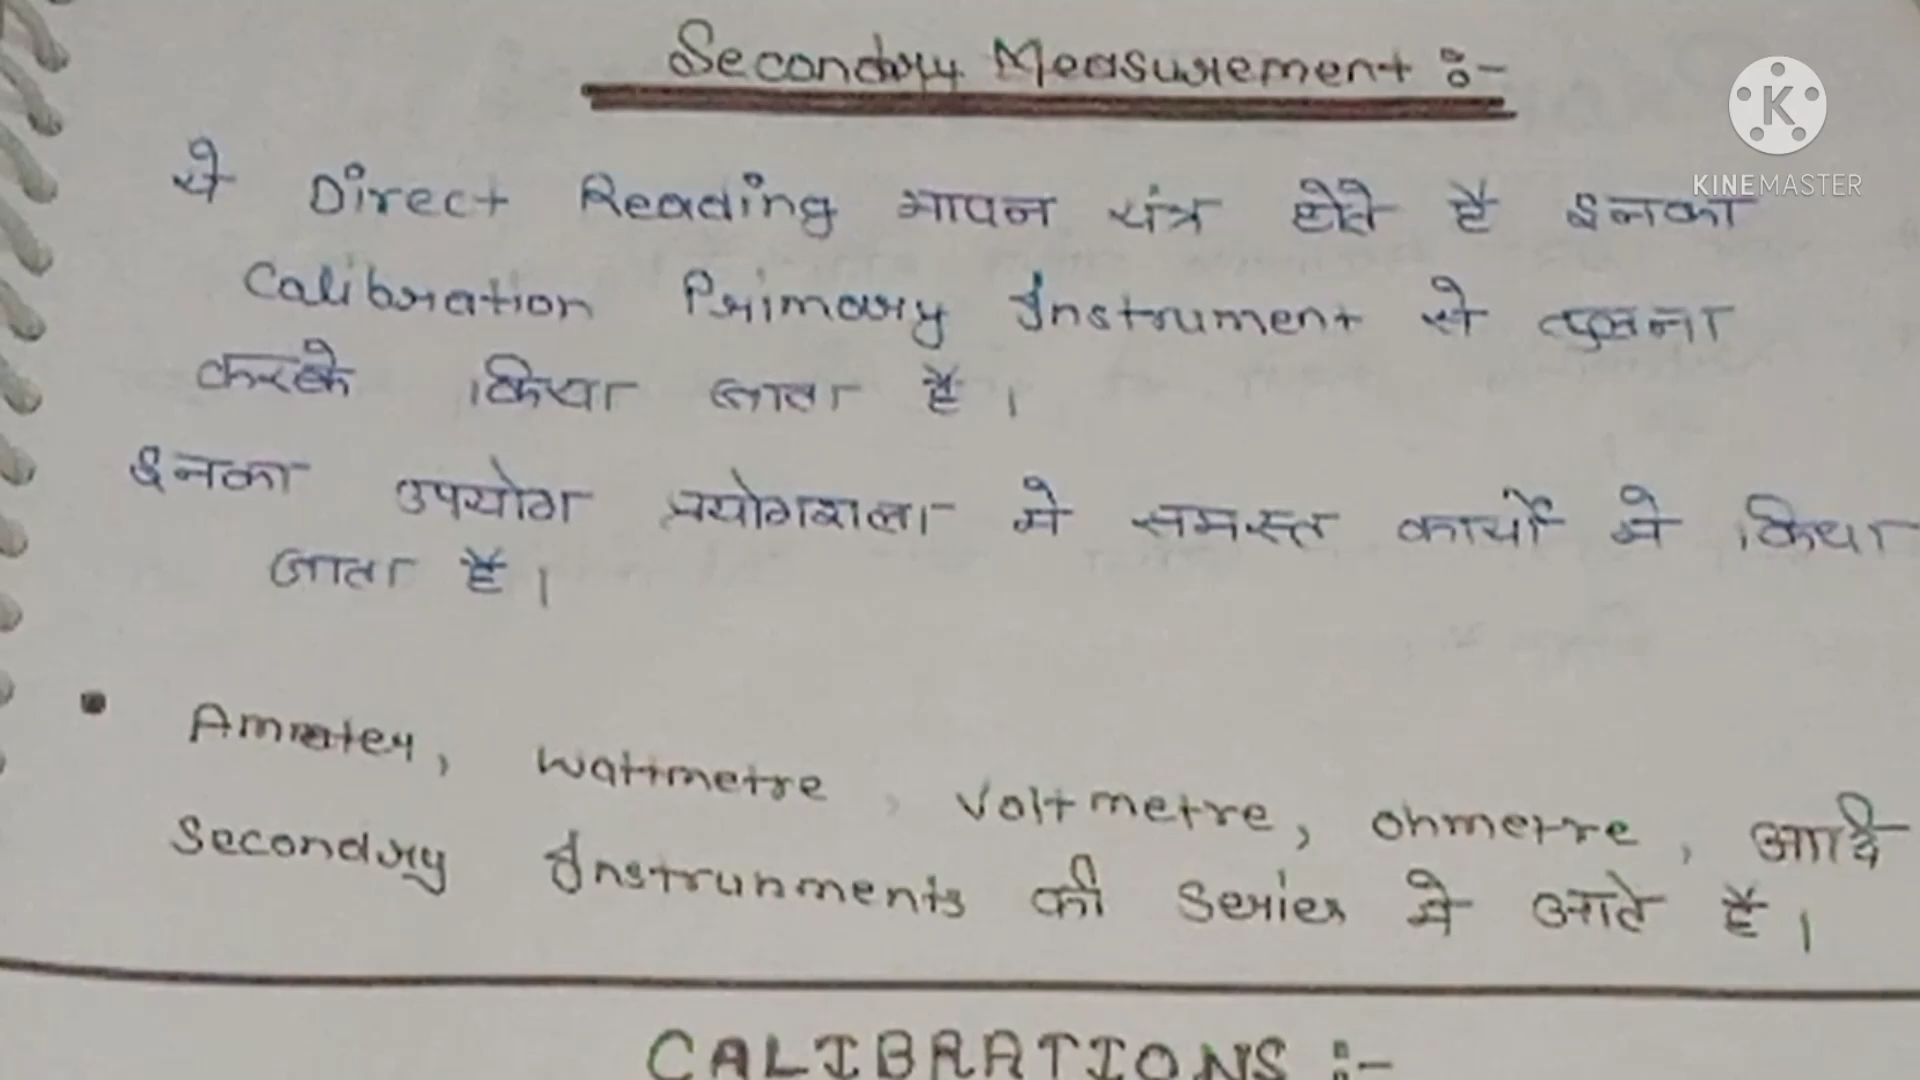 Secondary Measurement :-
K
KINEMASTER
ये Direct Reading मापन यंत्र होते है इनका
Calibration Primary Instrument से तुलना
करके किया जाता है।
इनका उपयोग प्रयोगशाला मे समस्त कार्यो मे किया
जाता है।
▪ Ammeter, Wattmetre, Voltmetre, Ohmetre, आदि
Secondary Instrunments की Series मे आते है।
CALIBRATIONS :-